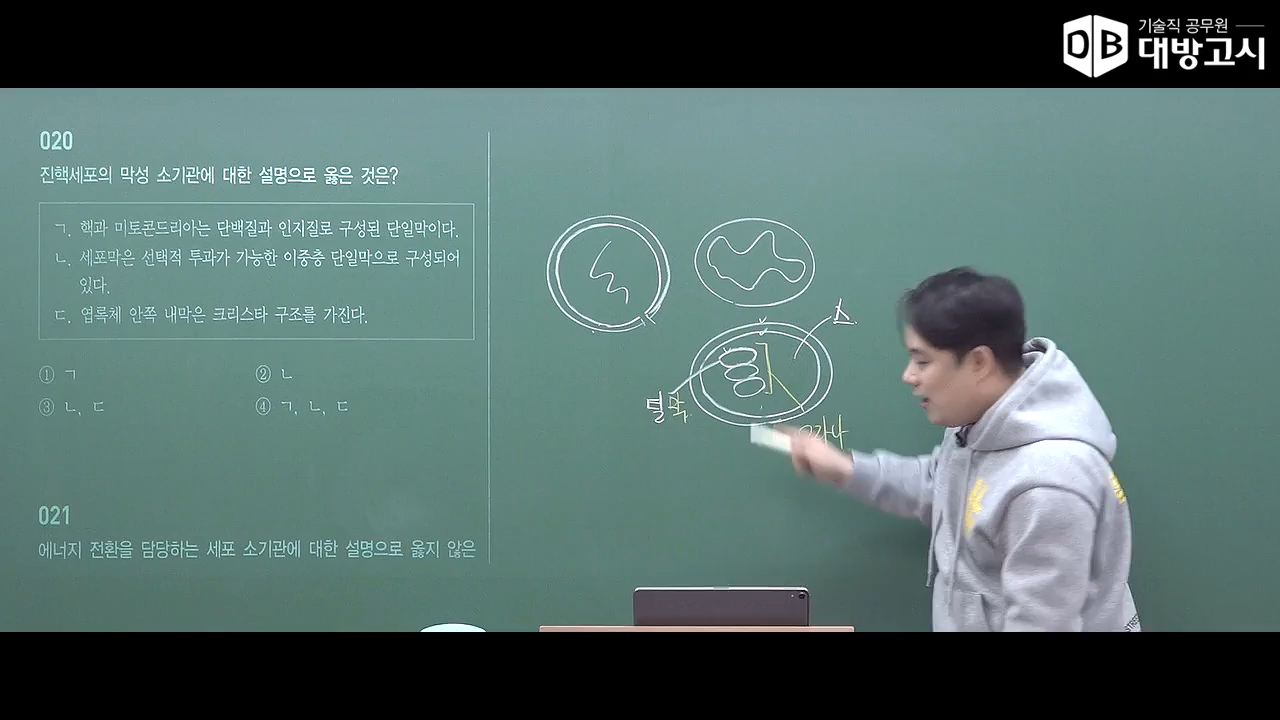 기술직 공무원
DB 대방고시
020
진핵세포의 막성 소기관에 대한 설명으로 옳은 것은?
ㄱ. 핵과 미토콘드리아는 단백질과 인지질로 구성된 단일막이다.
ㄴ. 세포막은 선택적 투과가 가능한 이중층 단일막으로 구성되어
있다.
ㄷ. 엽록체 안쪽 내막은 크리스타 구조를 가진다.
① ㄱ
② ㄴ
③ ㄴ, ㄷ
④ ㄱ, ㄴ, ㄷ
스
틸막
021
에너지 전환을 담당하는 세포 소기관에 대한 설명으로 옳지 않은